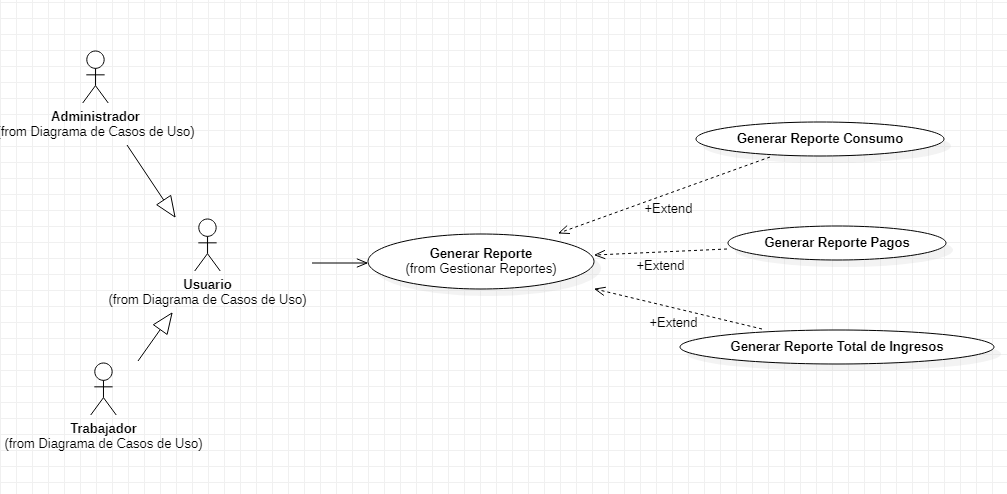 Administrador
(from Diagrama de Casos de Uso)
Generar Reporte Consumo
+Extend
Usuario
(from Diagrama de Casos de Uso)
Generar Reporte
(from Gestionar Reportes)
Generar Reporte Pagos
+Extend
+Extend
Generar Reporte Total de Ingresos
Trabajador
(from Diagrama de Casos de Uso)